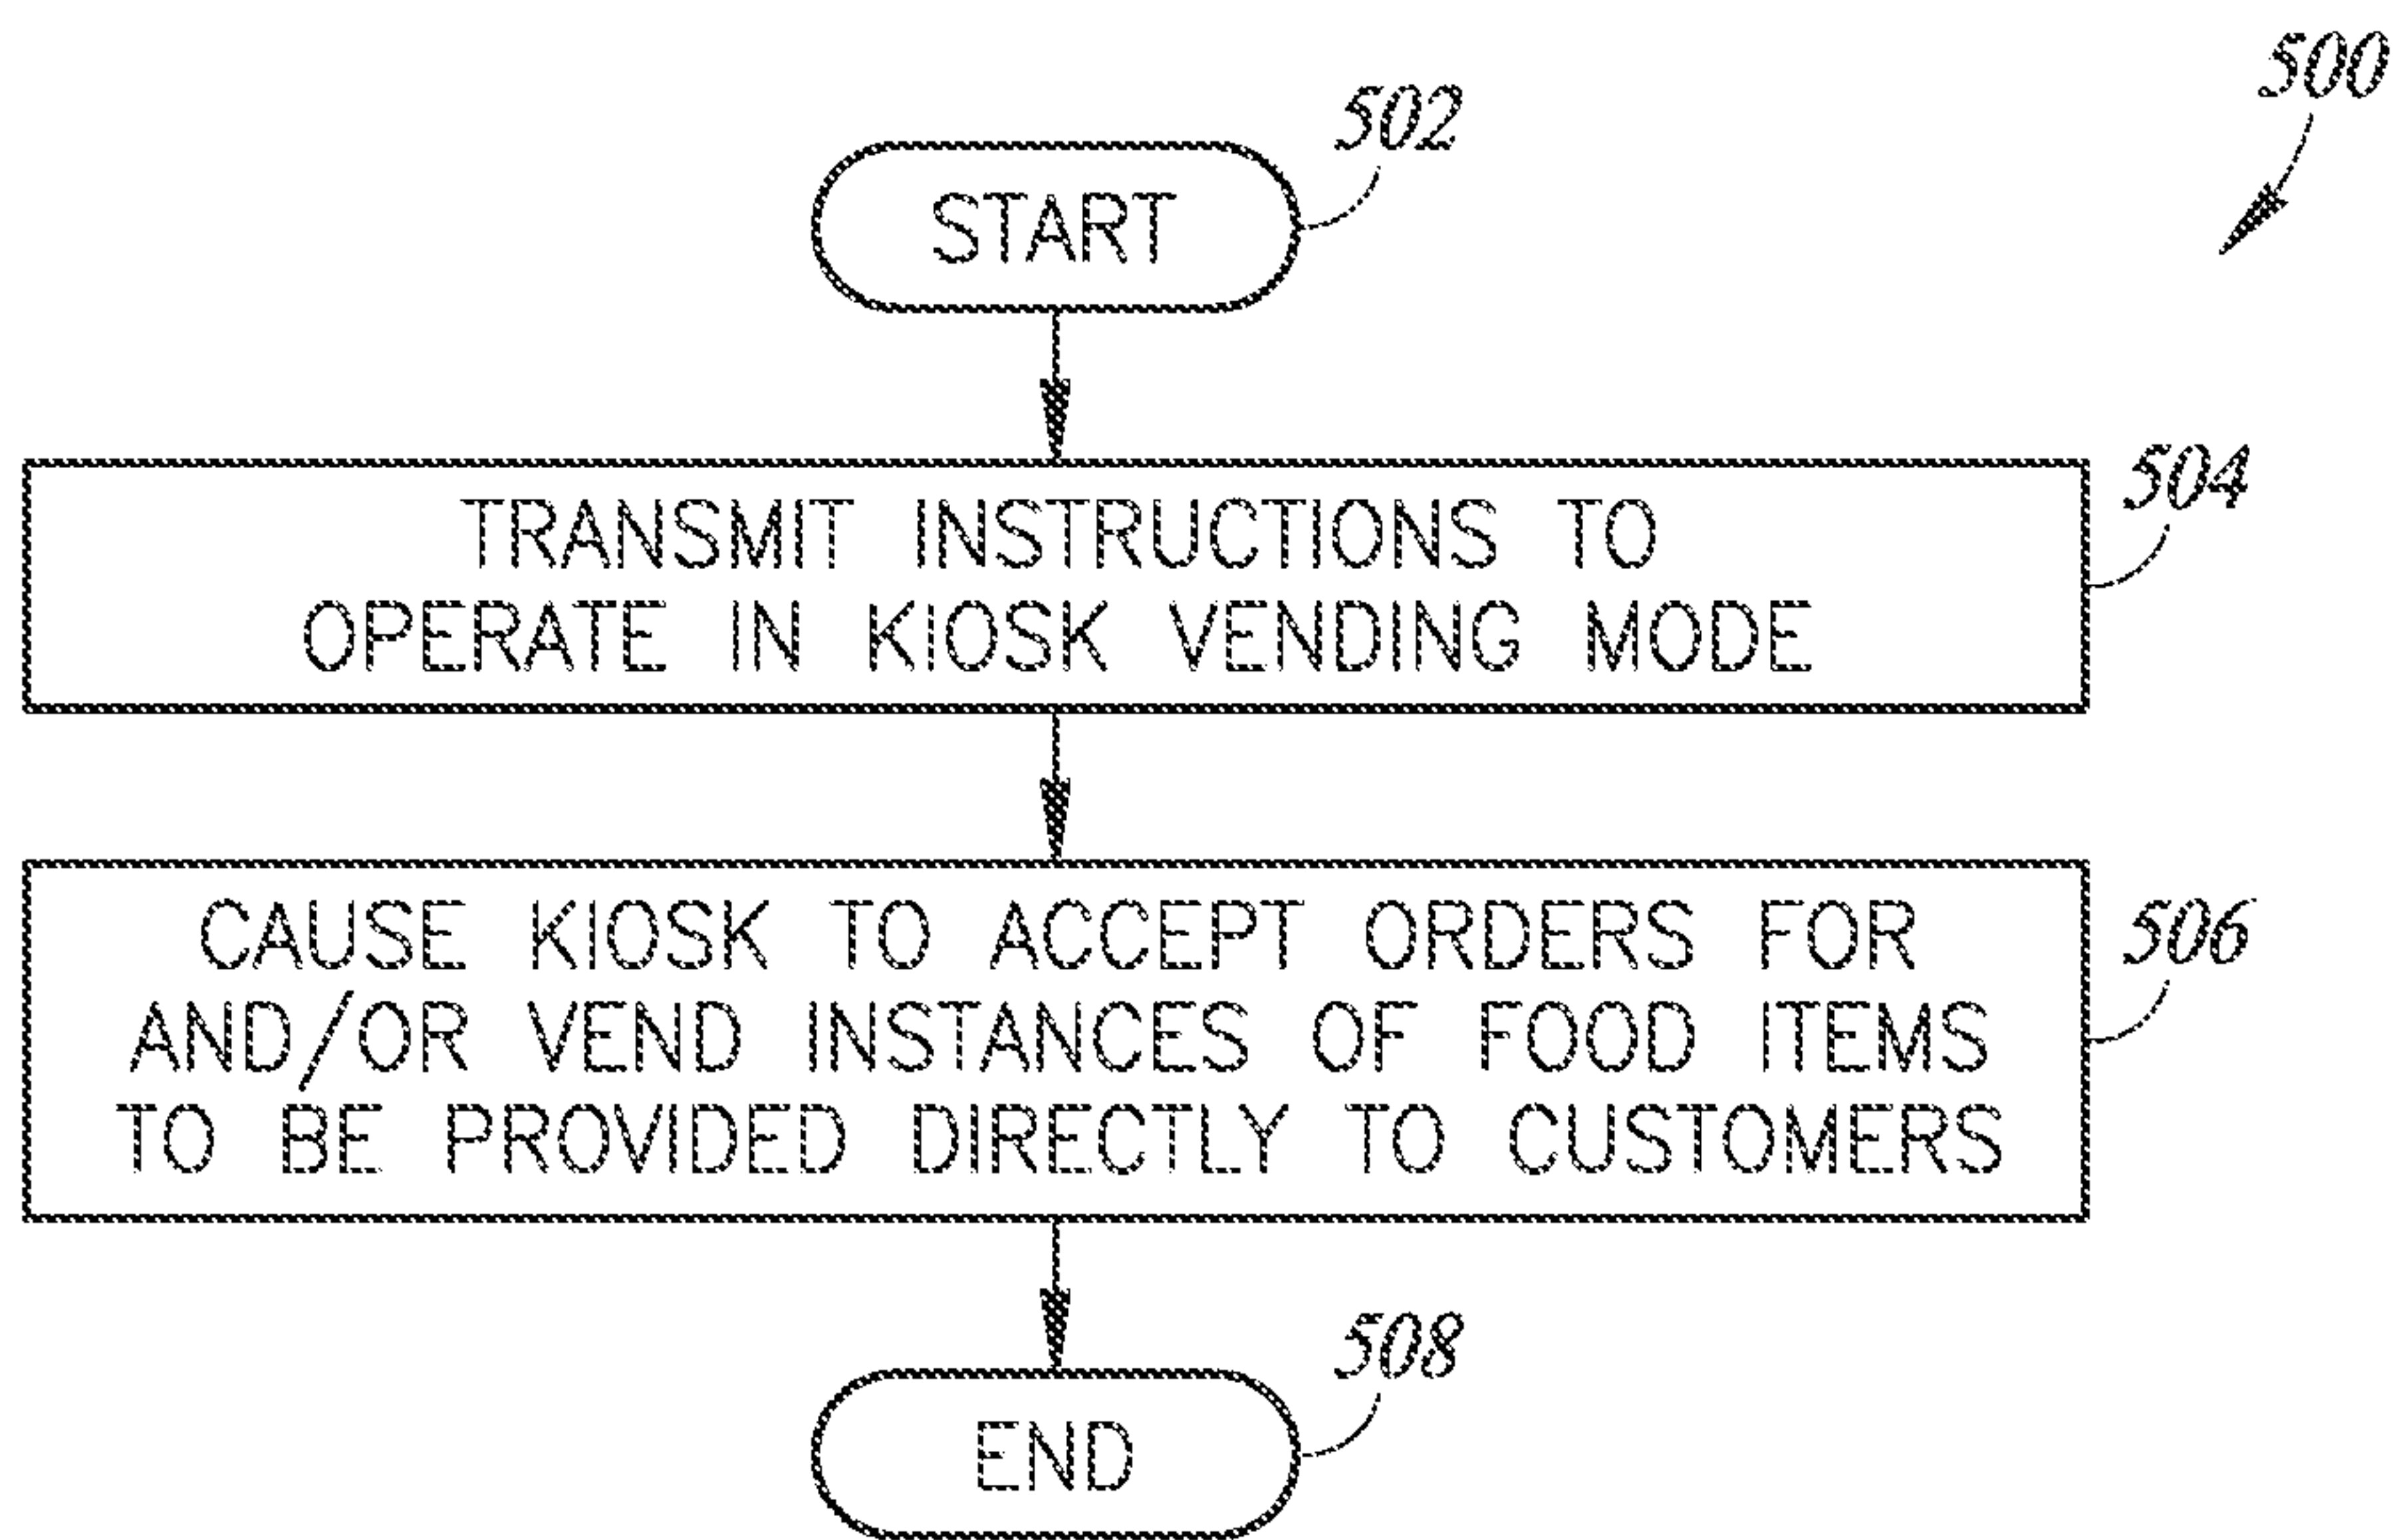 500
502
START
504
TRANSMIT INSTRUCTIONS TO
OPERATE IN KIOSK VENDING MODE
506
CAUSE KIOSK TO ACCEPT ORDERS FOR
AND/OR VEND INSTANCES OF FOOD ITEMS
TO BE PROVIDED DIRECTLY TO CUSTOMERS
508
END